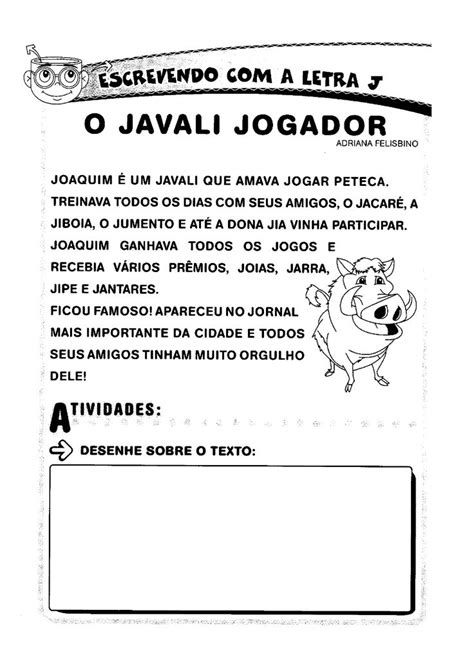 ESCREVENDO COM A LETRA J
O JAVALI JOGADOR
ADRIANA FELISBINO
JOAQUIM É UM JAVALI QUE AMAVA JOGAR PETECA.
TREINAVA TODOS OS DIAS COM SEUS AMIGOS, O JACARÉ, A
JIBOIA, O JUMENTO E ATÉ A DONA JIA VINHA PARTICIPAR.
JOAQUIM GANHAVA TODOS OS JOGOS E
RECEBIA VÁRIOS PRÊMIOS, JOIAS, JARRA,
JIPE E JANTARES.
FICOU FAMOSO! APARECEU NO JORNAL
MAIS IMPORTANTE DA CIDADE E TODOS
SEUS AMIGOS TINHAM MUITO ORGULHO
DELE!
ATIVIDADES:
DESENHE SOBRE O TEXTO: